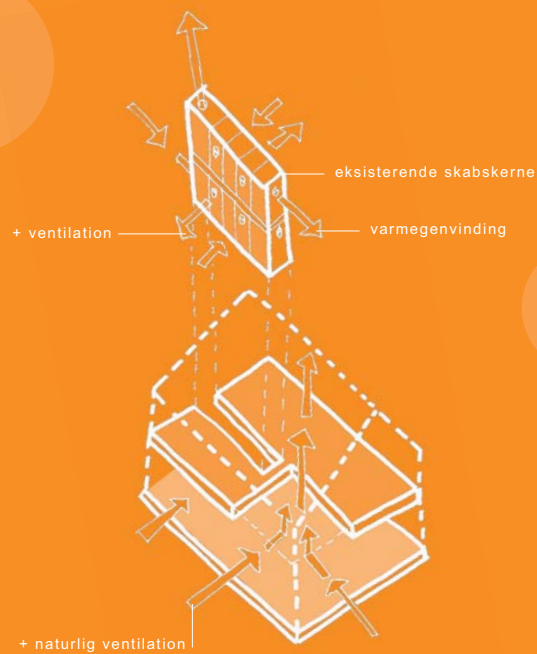 eksisterende skabskerne
+ ventilation
varmegenvinding
+ naturlig ventilation